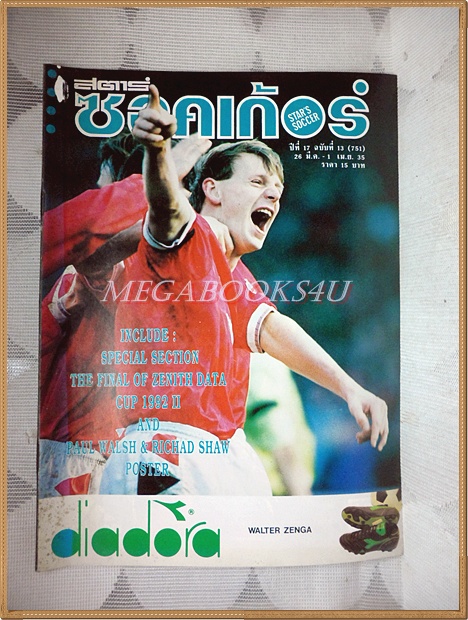 สตาร์
ซอคเก้อร์
STAR'S
SOCCER
ปีที่ 17 ฉบับที่ 13 (751)
26 มี.ค. - 1 เม.ย. 35
ราคา 15 บาท
MEGABOOKS4U
INCLUDE :
SPECIAL SECTION
THE FINAL OF ZENITH DATA
CUP 1992 II
AND
PAUL WALSH & RICHAD SHAW
POSTER
diadora ®
WALTER ZENGA